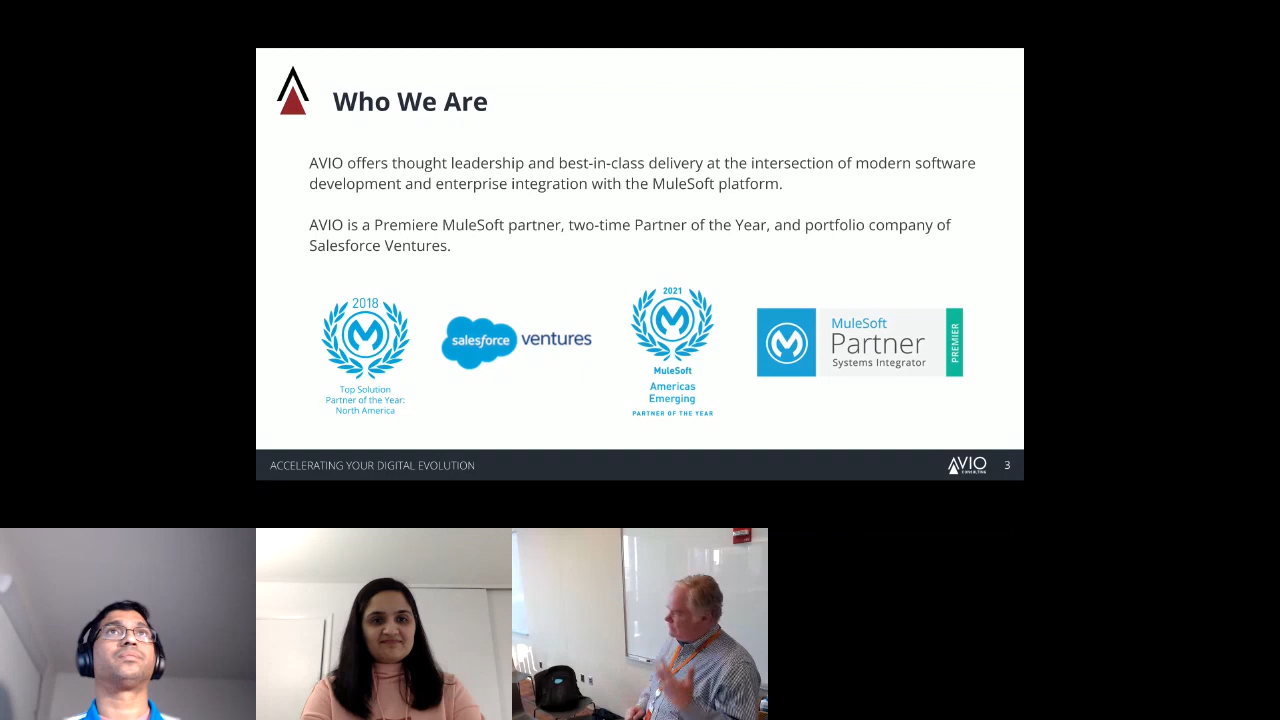 Who We Are
AVIO offers thought leadership and best-in-class delivery at the intersection of modern software
development and enterprise integration with the MuleSoft platform.
AVIO is a Premiere MuleSoft partner, two-time Partner of the Year, and portfolio company of
Salesforce Ventures.
2018
Top Solution
Partner of the Year:
North America
salesforce ventures
2021
MuleSoft
Americas
Emerging
PARTNER OF THE YEAR
MuleSoft
Partner
Systems Integrator
PREMIER
ACCELERATING YOUR DIGITAL EVOLUTION
AVIO
CONSULTING
3